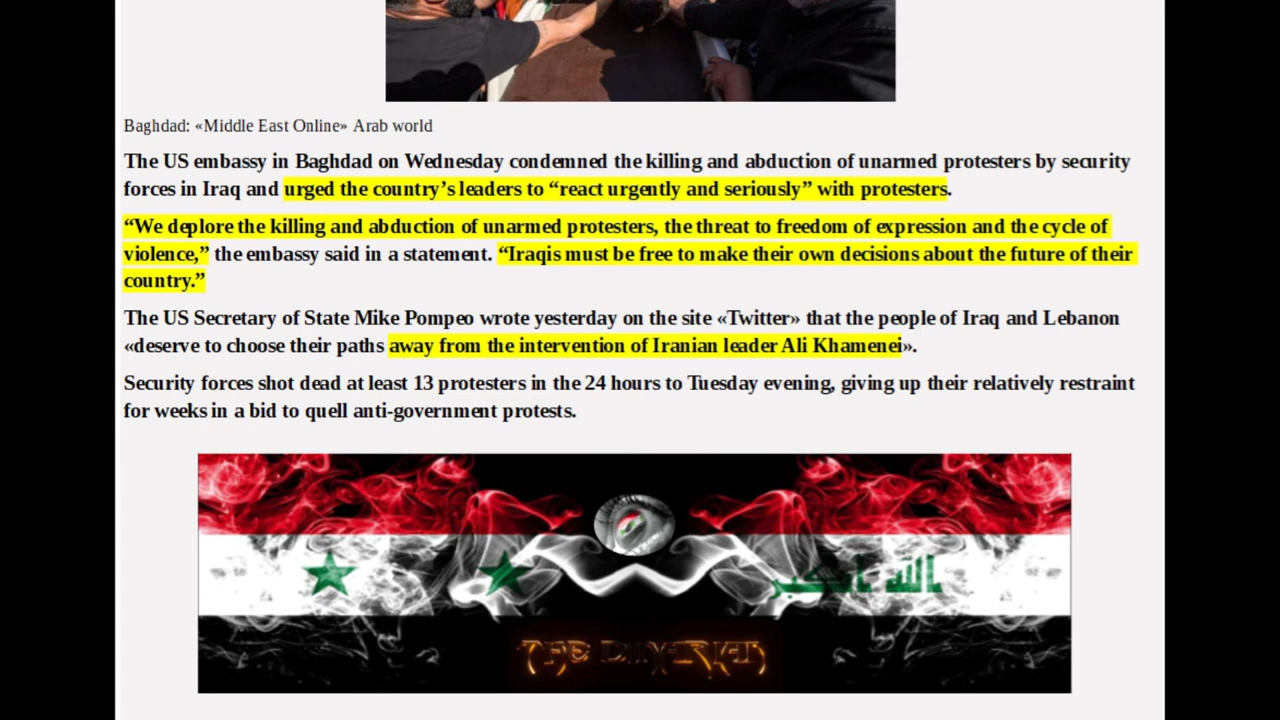 Baghdad: «Middle East Online» Arab world
The US embassy in Baghdad on Wednesday condemned the killing and abduction of unarmed protesters by security
forces in Iraq and urged the country’s leaders to “react urgently and seriously” with protesters.
“We deplore the killing and abduction of unarmed protesters, the threat to freedom of expression and the cycle of
violence,” the embassy said in a statement. “Iraqis must be free to make their own decisions about the future of their
country.”
The US Secretary of State Mike Pompeo wrote yesterday on the site «Twitter» that the people of Iraq and Lebanon
«deserve to choose their paths away from the intervention of Iranian leader Ali Khamenei».
Security forces shot dead at least 13 protesters in the 24 hours to Tuesday evening, giving up their relatively restraint
for weeks in a bid to quell anti-government protests.
الله اكبر
THE DINARIAN